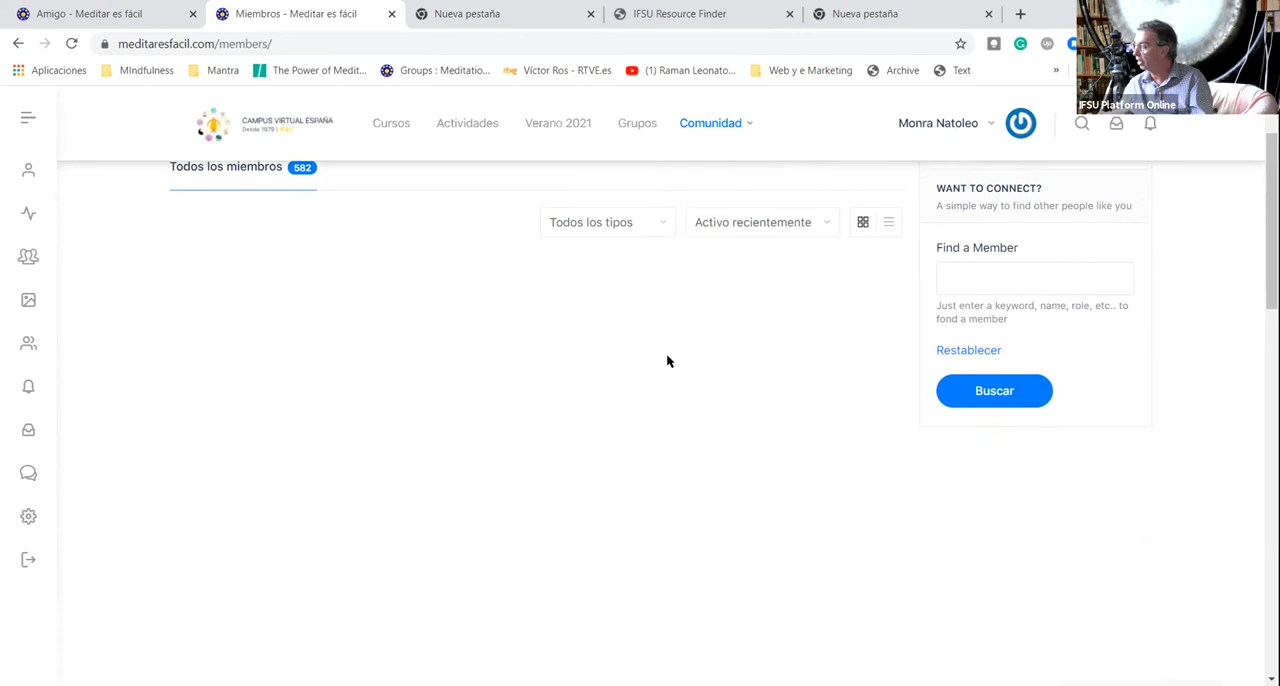 Amigo - Meditar es fácil
Miembros - Meditar es fácil
Nueva pestaña
IFSU Resource Finder
Nueva pestaña
meditaresfacil.com/members/
Aplicaciones
MIndfulness
Mantra
The Power of Medit...
Groups : Meditatio...
rtve
Víctor Ros - RTVE.es
(1) Raman Leonato...
Web y e Marketing
Archive
Text
»
IFSU Platform Online
CAMPUS VIRTUAL ESPAÑA
Desde 1979
Cursos
Actividades
Verano 2021
Grupos
Comunidad
Monra Natoleo
Todos los miembros 582
WANT TO CONNECT?
A simple way to find other people like you
Todos los tipos
Activo recientemente
Find a Member
Just enter a keyword, name, role, etc.. to
fond a member
Restablecer
Buscar